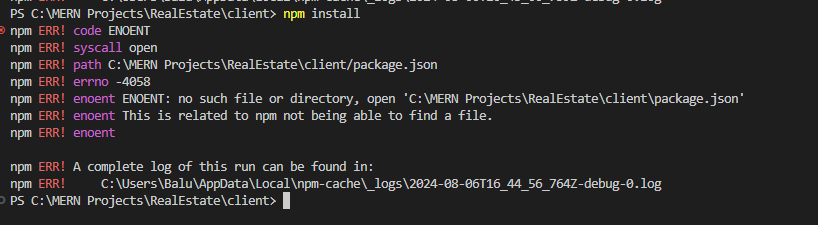 PS C:\MERN Projects\RealEstate\client> npm install
npm ERR! code ENOENT
npm ERR! syscall open
npm ERR! path C:\MERN Projects\RealEstate\client/package.json
npm ERR! errno -4058
npm ERR! enoent ENOENT: no such file or directory, open 'C:\MERN Projects\RealEstate\client\package.json'
npm ERR! enoent This is related to npm not being able to find a file.
npm ERR! enoent
npm ERR! A complete log of this run can be found in:
npm ERR!     C:\Users\Balu\AppData\Local\npm-cache\_logs\2024-08-06T16_44_56_764Z-debug-0.log
PS C:\MERN Projects\RealEstate\client>